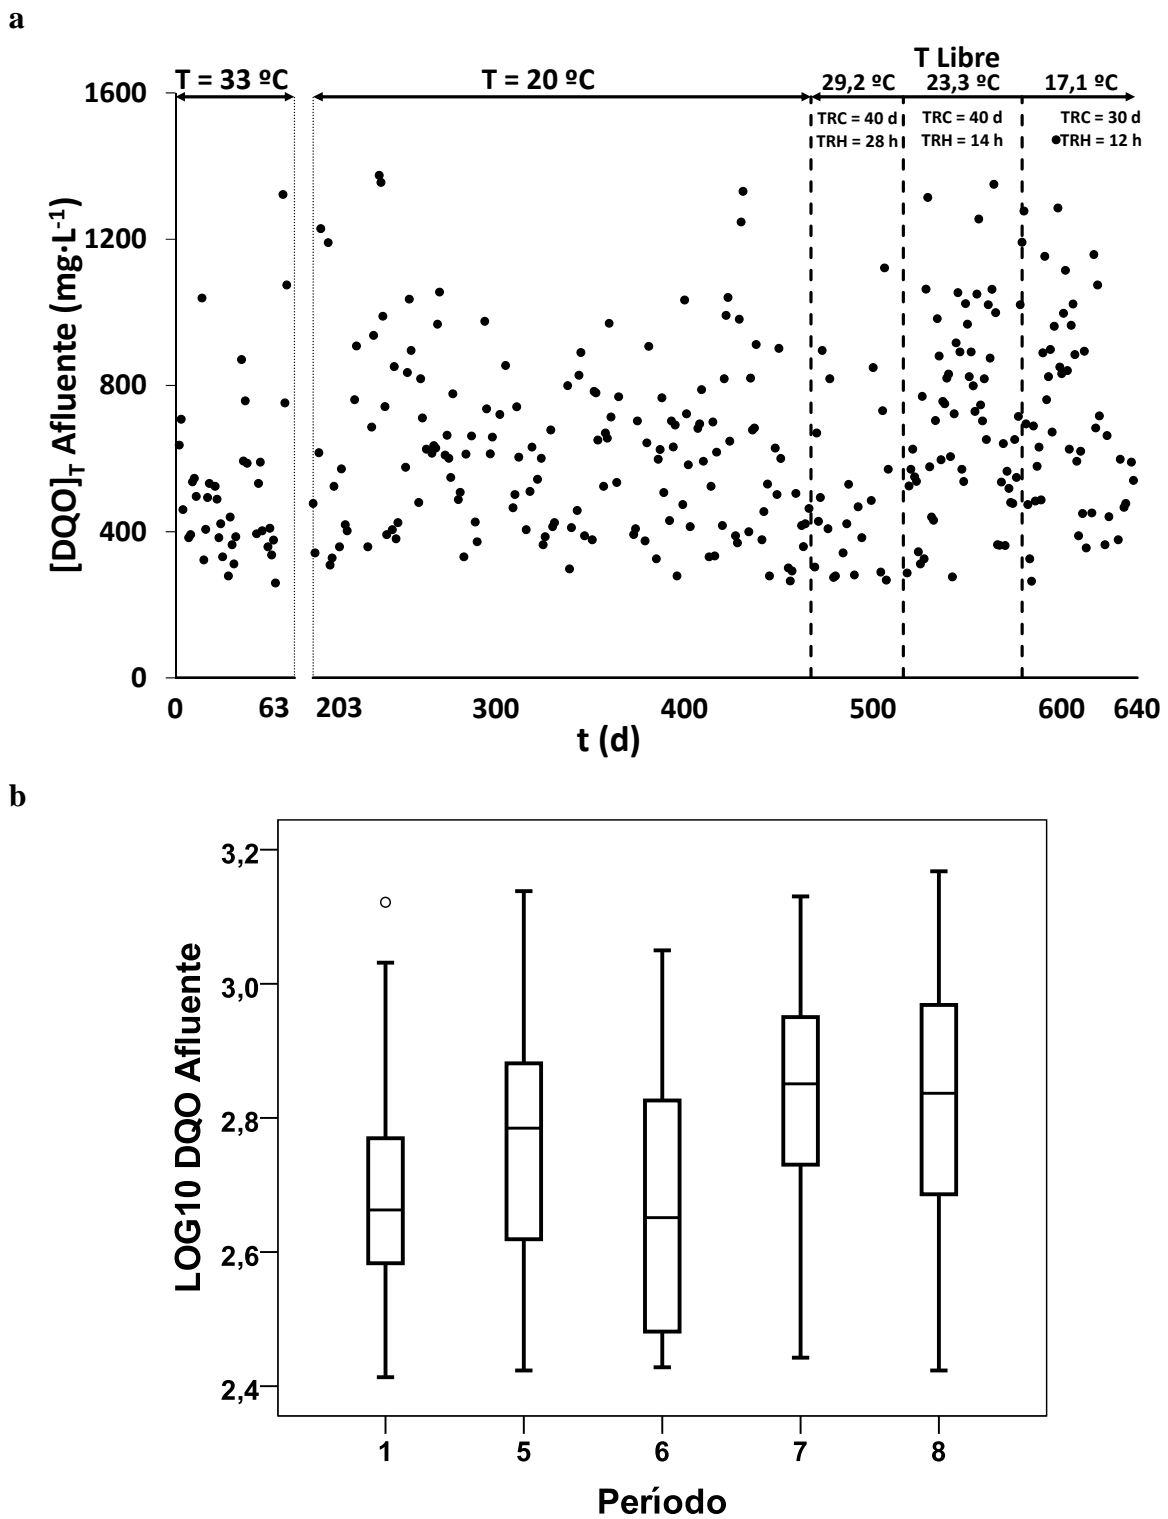 a
T Libre
T = 33 ºC
T = 20 ºC
29,2 ºC
23,3 ºC
17,1 ºC
TRC = 40 d
TRH = 28 h
TRC = 40 d
TRH = 14 h
TRC = 30 d
TRH = 12 h
[DQO]T Afluente (mg·L-1)
1600
1200
800
400
0
0
63
203
300
400
500
600
640
t (d)
b
LOG10 DQO Afluente
3,2
3,0
2,8
2,6
2,4
1
5
6
7
8
Período